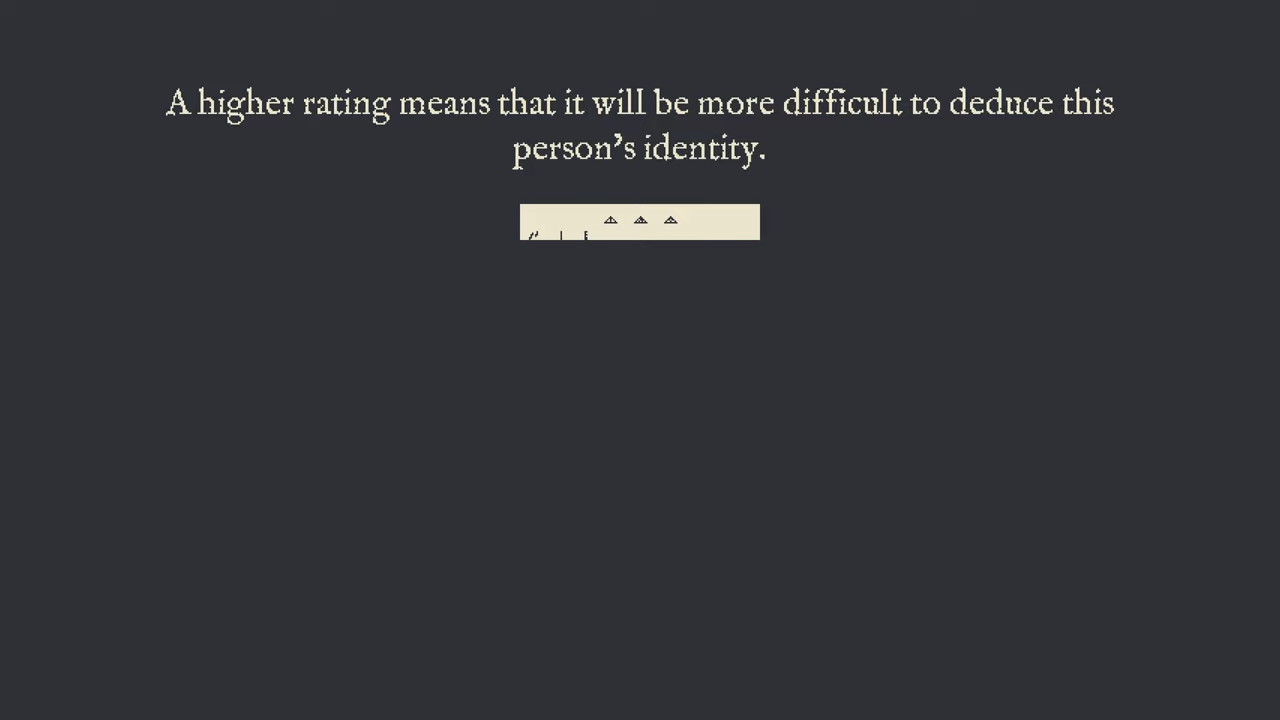 A higher rating means that it will be more difficult to deduce this
person's identity.